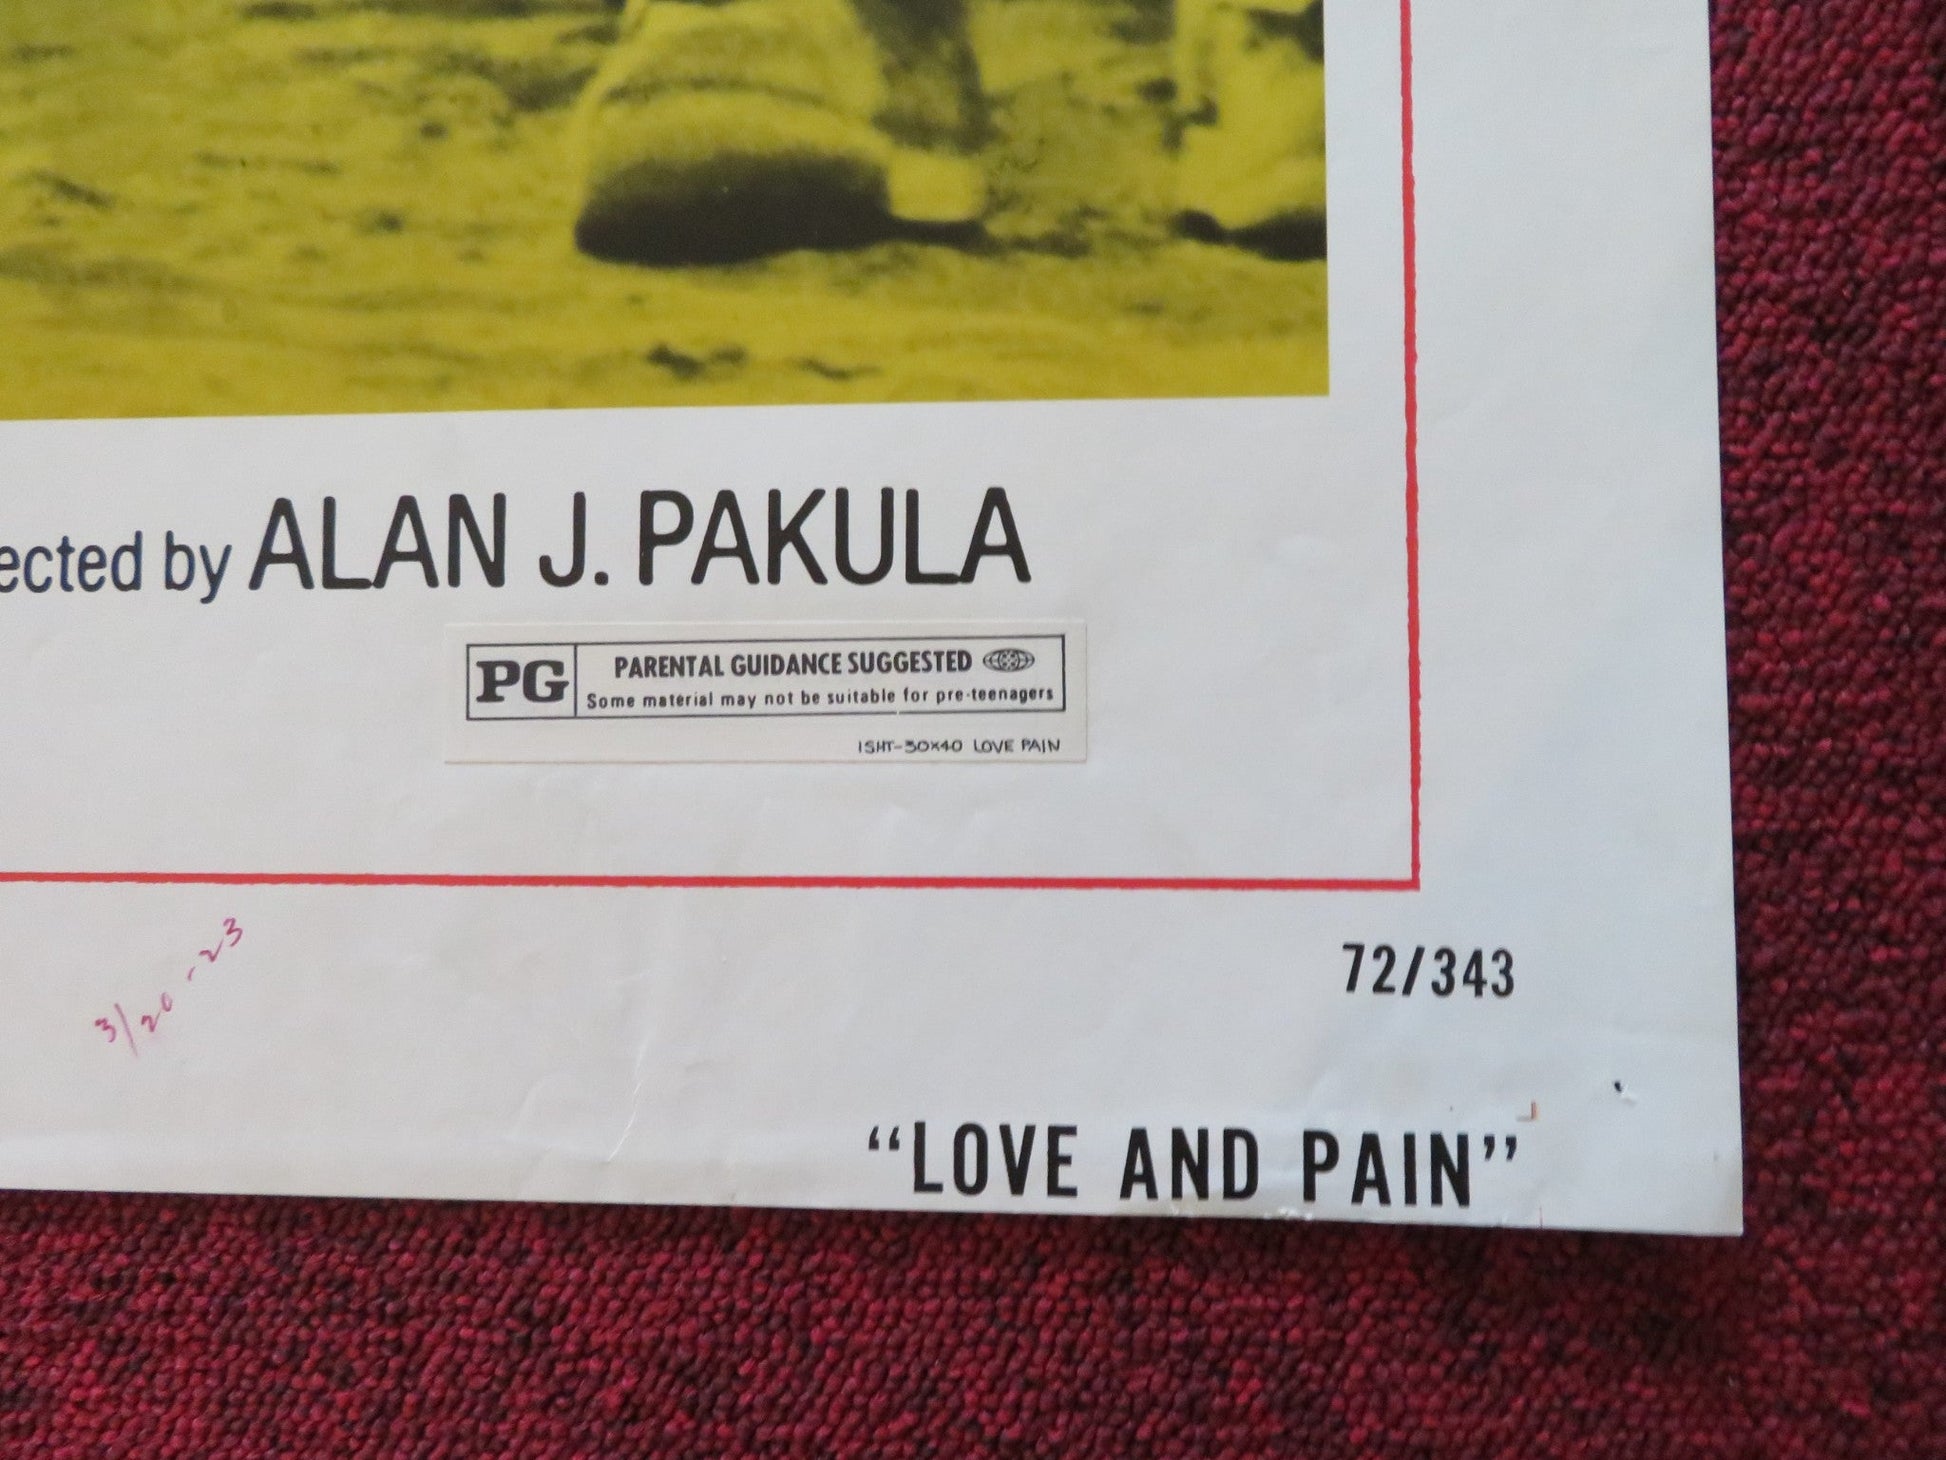 ected by ALAN J. PAKULA
PG PARENTAL GUIDANCE SUGGESTED
Some material may not be suitable for pre-teenagers
1SHT-30x40 LOVE PAIN
3/20-23
72/343
“LOVE AND PAIN”